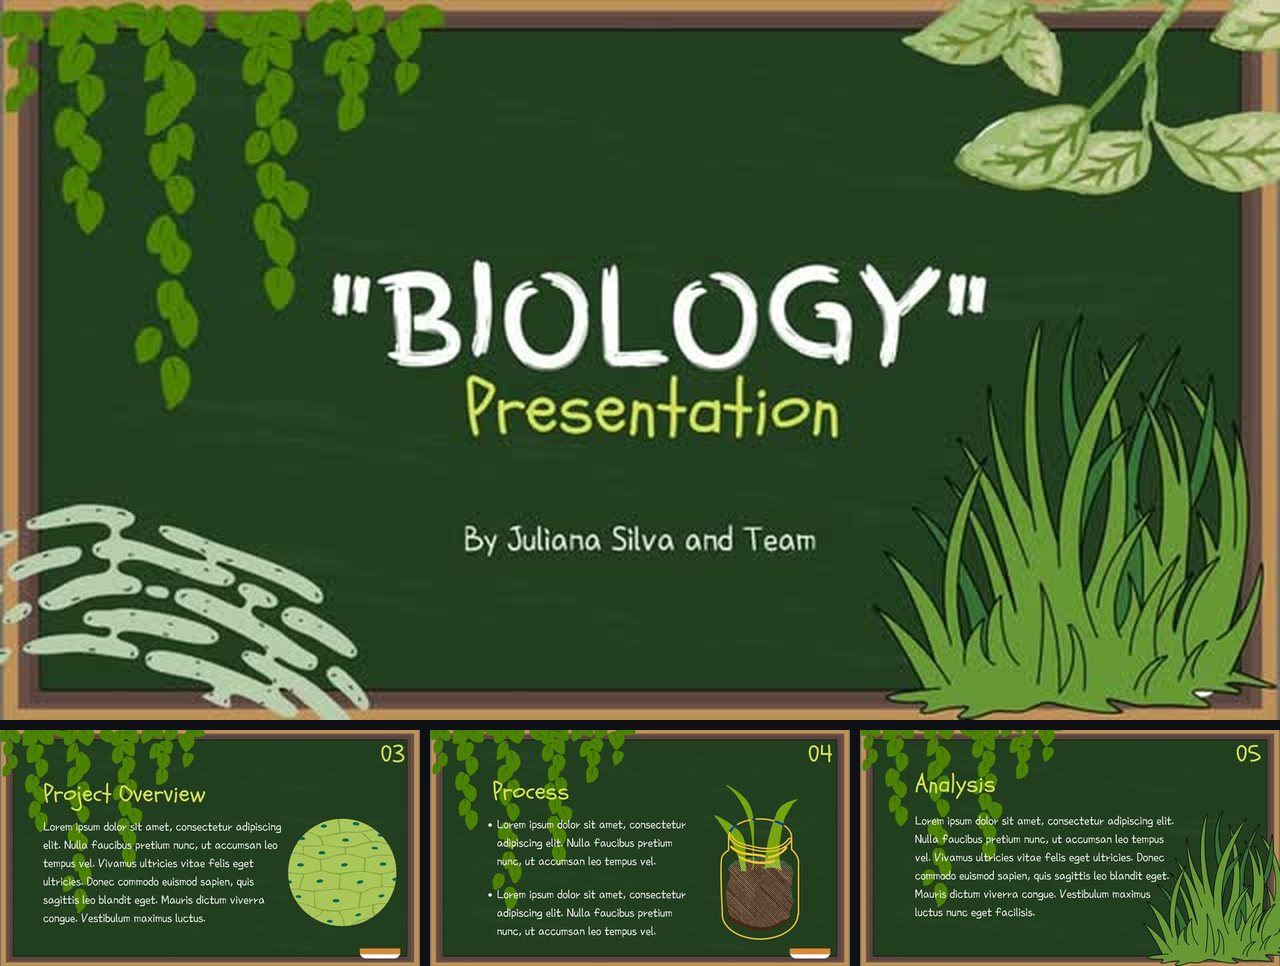 "BIOLOGY"
Presentation
By Juliana Silva and Team
03
Project Overview
Lorem ipsum dolor sit amet, consectetur adipiscing
elit. Nulla faucibus pretium nunc, ut accumsan leo
tempus vel. Vivamus ultricies vitae felis eget
ultricies. Donec commodo euismod sapien, quis
sagittis leo blandit eget. Mauris dictum viverra
congue. Vestibulum maximus luctus.
04
Process
• Lorem ipsum dolor sit amet, consectetur
adipiscing elit. Nulla faucibus pretium
nunc, ut accumsan leo tempus vel.
• Lorem ipsum dolor sit amet, consectetur
adipiscing elit. Nulla faucibus pretium
nunc, ut accumsan leo tempus vel.
05
Analysis
Lorem ipsum dolor sit amet, consectetur adipiscing elit.
Nulla faucibus pretium nunc, ut accumsan leo tempus
vel. Vivamus ultricies vitae felis eget ultricies. Donec
commodo euismod sapien, quis sagittis leo blandit eget.
Mauris dictum viverra congue. Vestibulum maximus
luctus nunc eget facilisis.